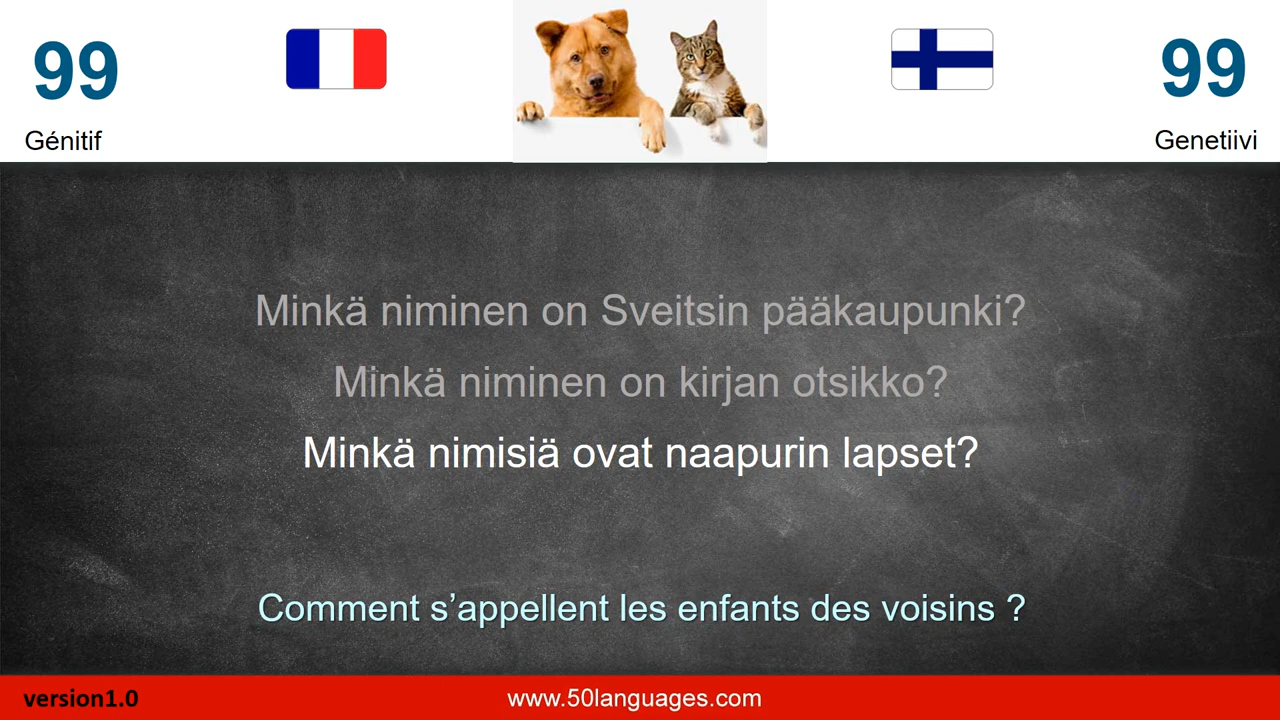 99
99
Génitif
Genetiivi
Minkä niminen on Sveitsin pääkaupunki?
Minkä niminen on kirjan otsikko?
Minkä nimisiä ovat naapurin lapset?
Comment s’appellent les enfants des voisins ?
version1.0
www.50languages.com